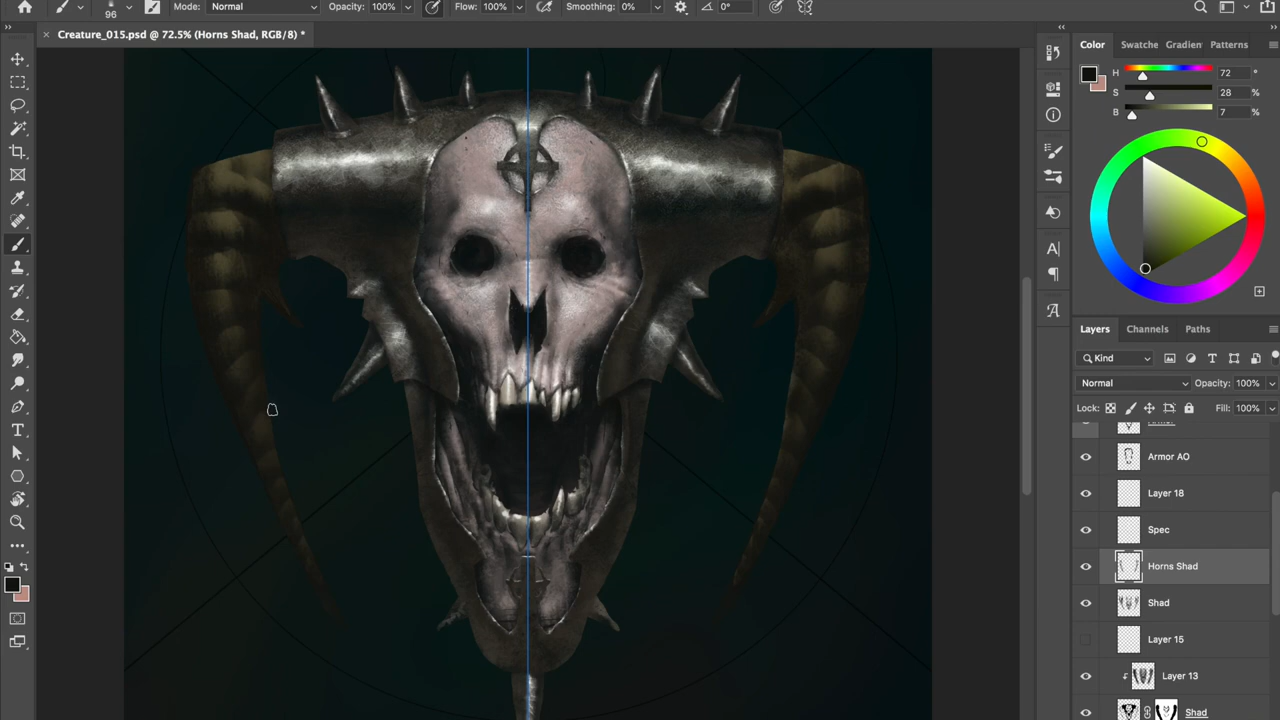 96 Mode: Normal Opacity: 100% Flow: 100% Smoothing: 0% 0°
× Creature_015.psd @ 72.5% (Horns Shad, RGB/8) *
Color Swatche Gradien Patterns
H 72 °
S 28 %
B 7 %
Layers Channels Paths
Kind
Normal Opacity: 100%
Lock: Fill: 100%
Armor AO
Layer 18
Spec
Horns Shad
Shad
Layer 15
Layer 13
Shad